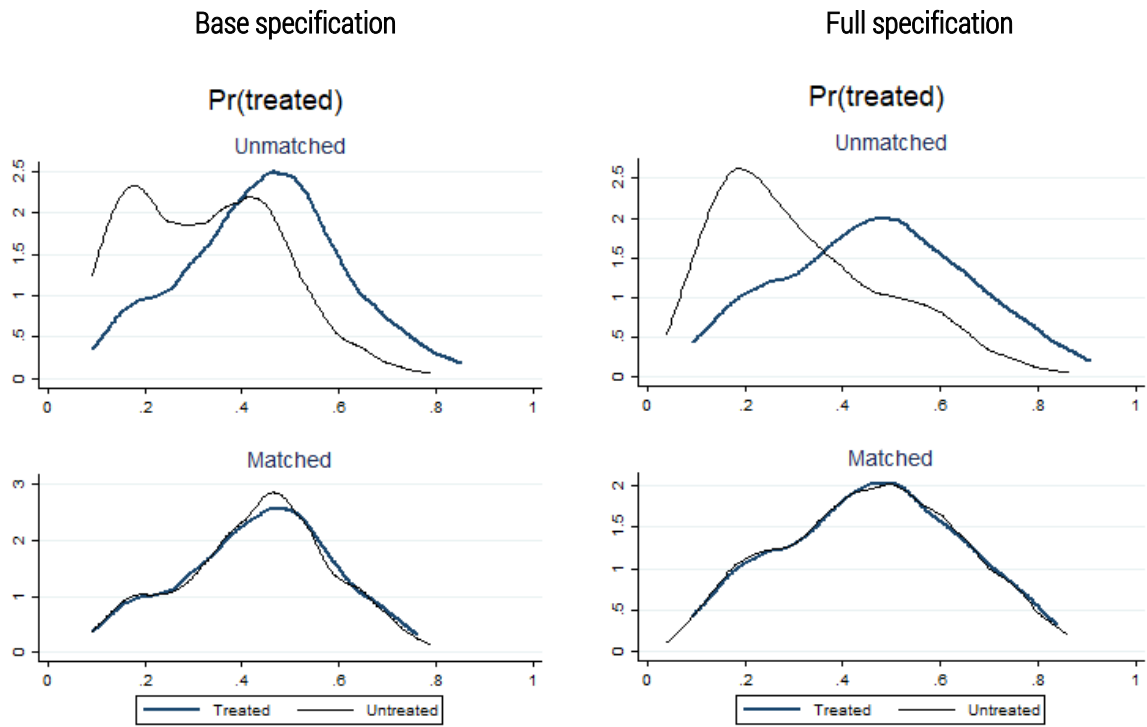 Base specification
Full specification
Pr(treated)
Unmatched
2.5
2
1.5
1
.5
0
0 .2 .4 .6 .8 1
Matched
3
2
1
0
0 .2 .4 .6 .8 1
Treated Untreated
Pr(treated)
Unmatched
2.5
2
1.5
1
.5
0
0 .2 .4 .6 .8 1
Matched
2
1.5
1
.5
0
0 .2 .4 .6 .8 1
Treated Untreated